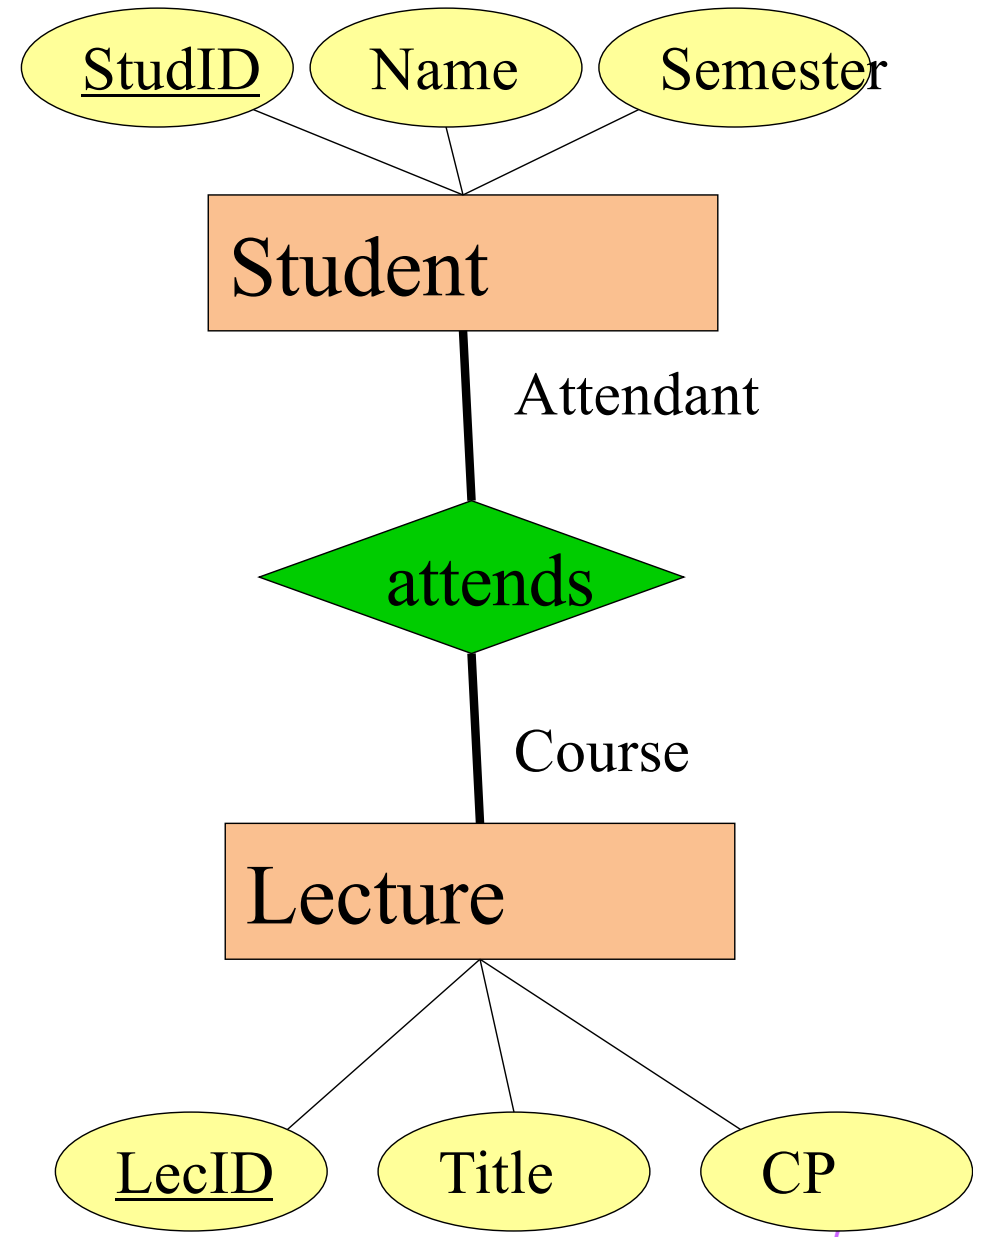 StudID
Name
Semester
Student
Attendant
attends
Course
Lecture
LecID
Title
CP